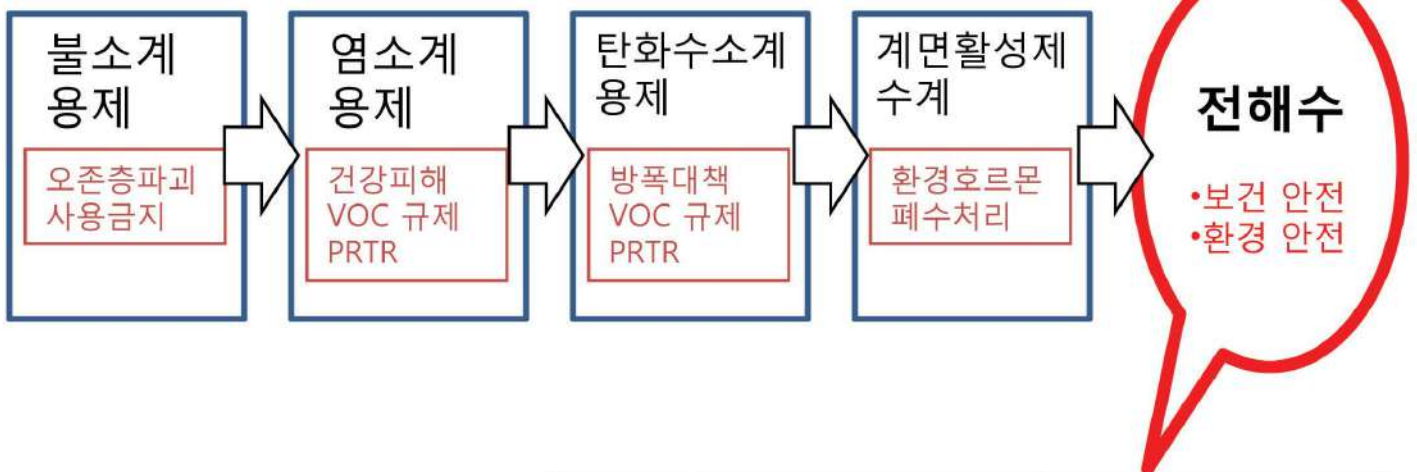 불소계
용제
오존층파괴
사용금지
염소계
용제
건강피해
VOC 규제
PRTR
탄화수소계
용제
방폭대책
VOC 규제
PRTR
계면활성제
수계
환경호르몬
폐수처리
전해수
•보건 안전
•환경 안전